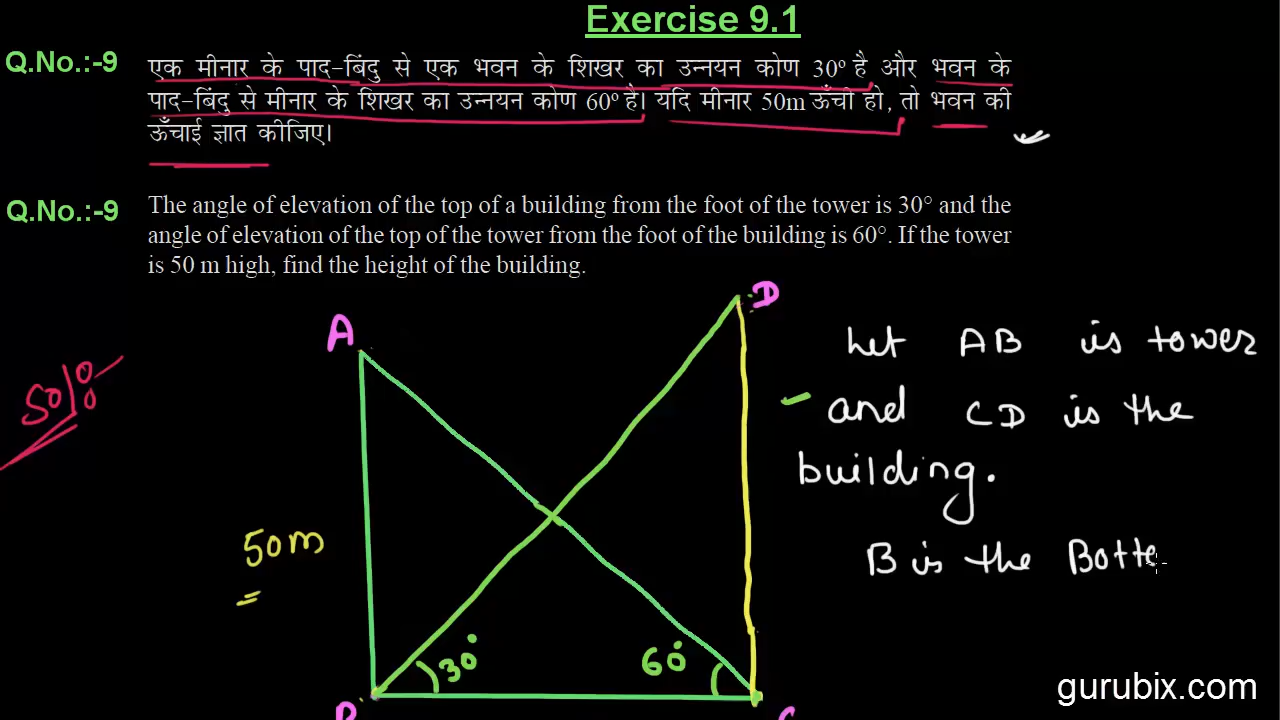 Exercise 9.1
Q.No.:-9
एक मीनार के पाद-बिंदु से एक भवन के शिखर का उन्नयन कोण 30° है और भवन के
पाद-बिंदु से मीनार के शिखर का उन्नयन कोण 60° है। यदि मीनार 50m ऊँची हो, तो भवन की
ऊँचाई ज्ञात कीजिए।
Q.No.:-9
The angle of elevation of the top of a building from the foot of the tower is 30° and the
angle of elevation of the top of the tower from the foot of the building is 60°. If the tower
is 50 m high, find the height of the building.
D
A
Let AB is tower
50%
and CD is the
building.
50m
=
B is the Botte
30°
60°
gurubix.com